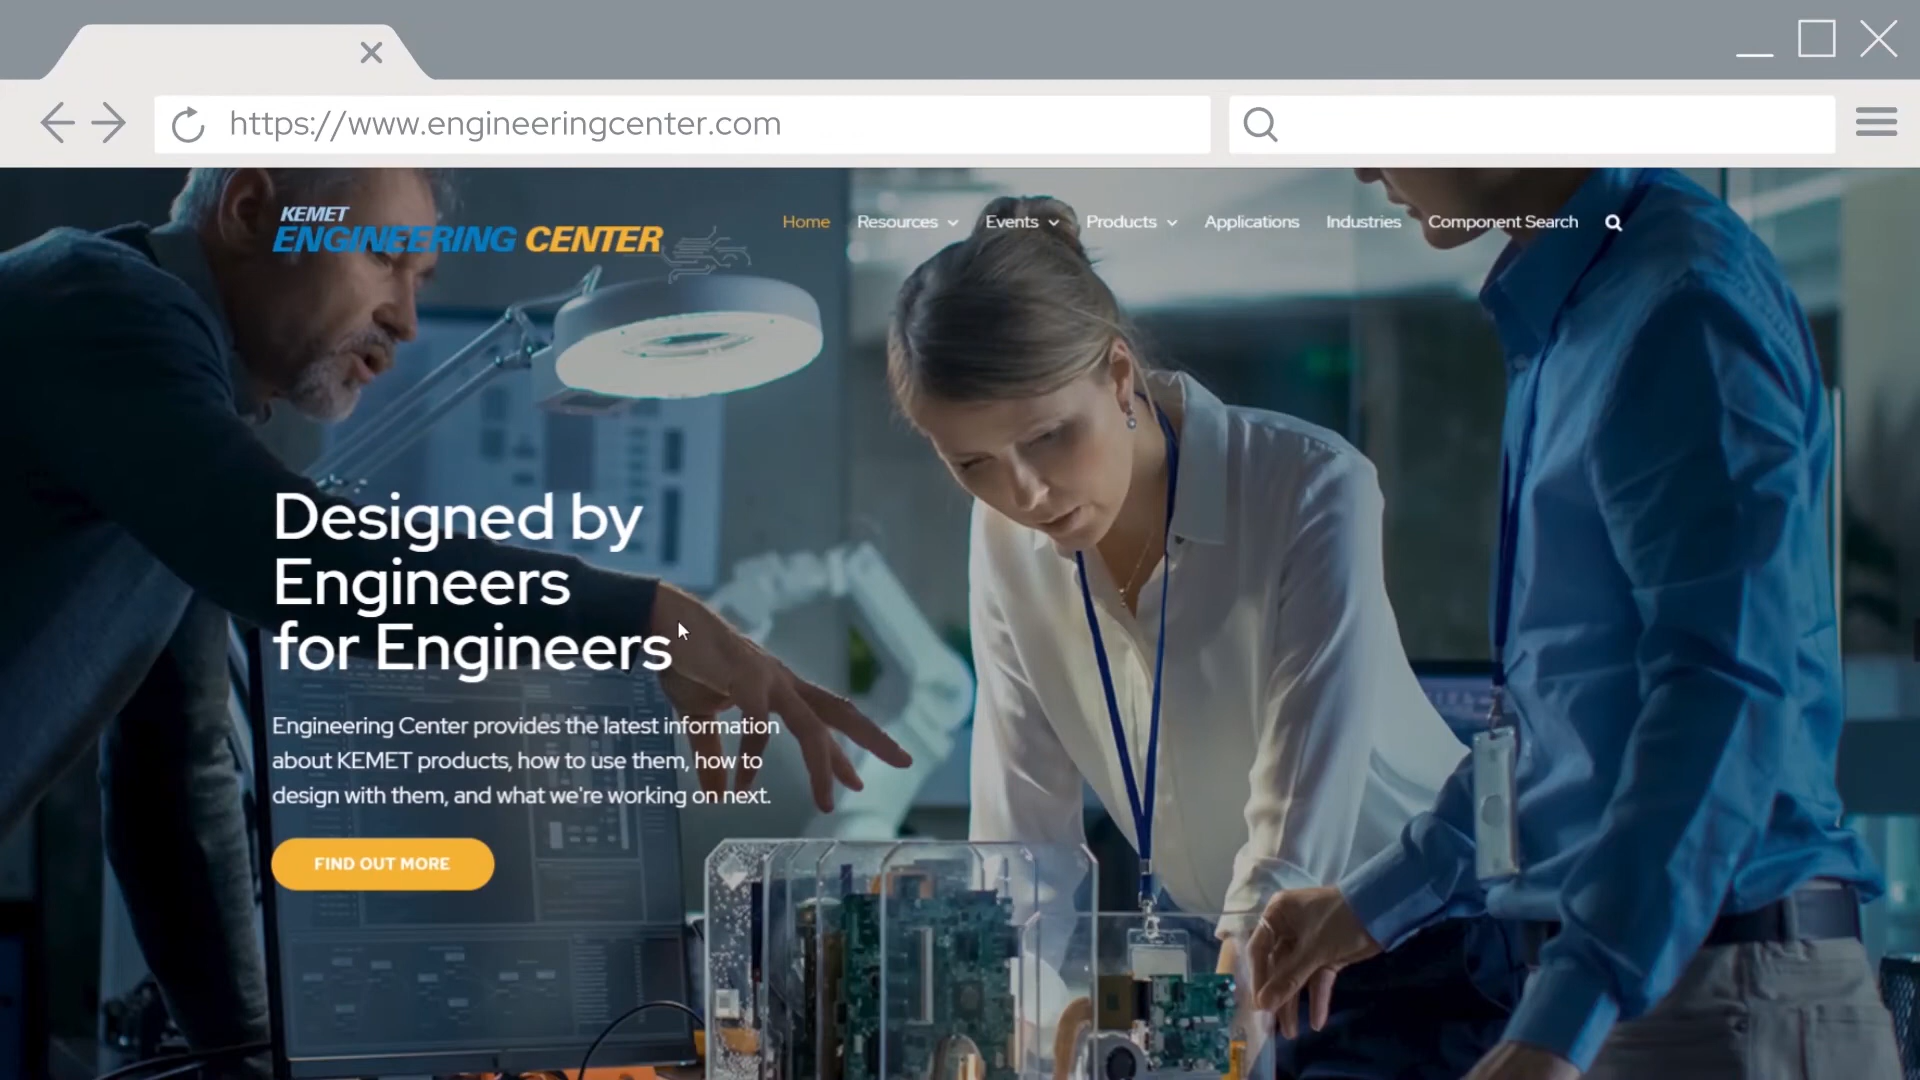 https://www.engineeringcenter.com
KEMET
ENGINEERING CENTER
Home Resources Events Products Applications Industries Component Search
Designed by
Engineers
for Engineers
Engineering Center provides the latest information
about KEMET products, how to use them, how to
design with them, and what we're working on next.
FIND OUT MORE